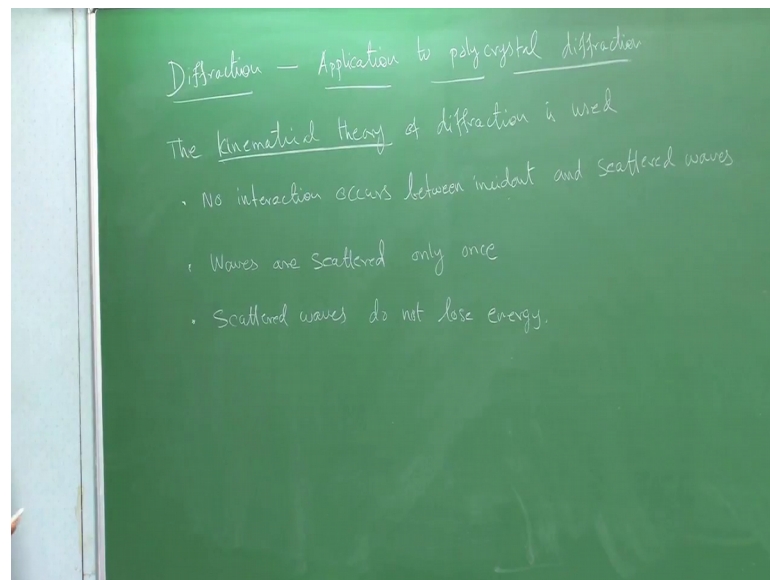 Diffraction — Application to polycrystal diffraction
The kinematical theory of diffraction is used
. No interaction occurs between incident and scattered waves
. Waves are scattered only once
. Scattered waves do not lose energy.